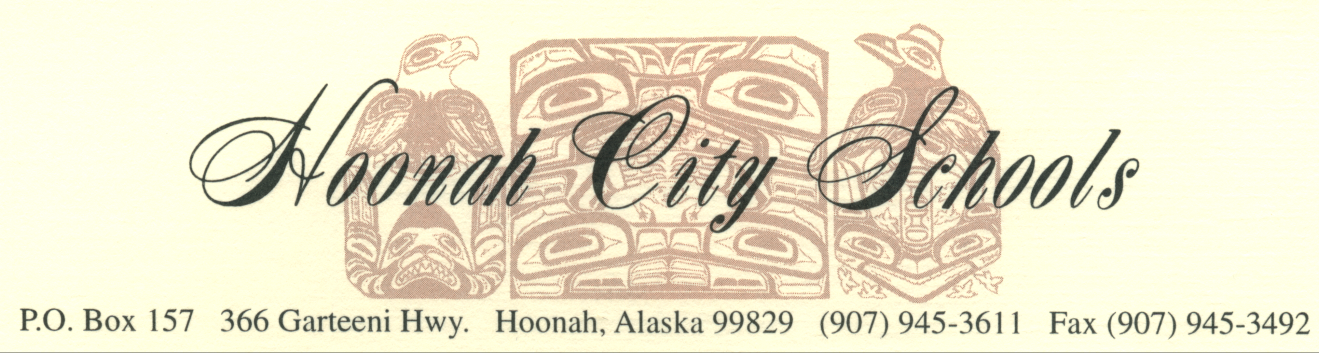 Hoonah City Schools
P.O. Box 157 366 Garteeni Hwy. Hoonah, Alaska 99829 (907) 945-3611 Fax (907) 945-3492